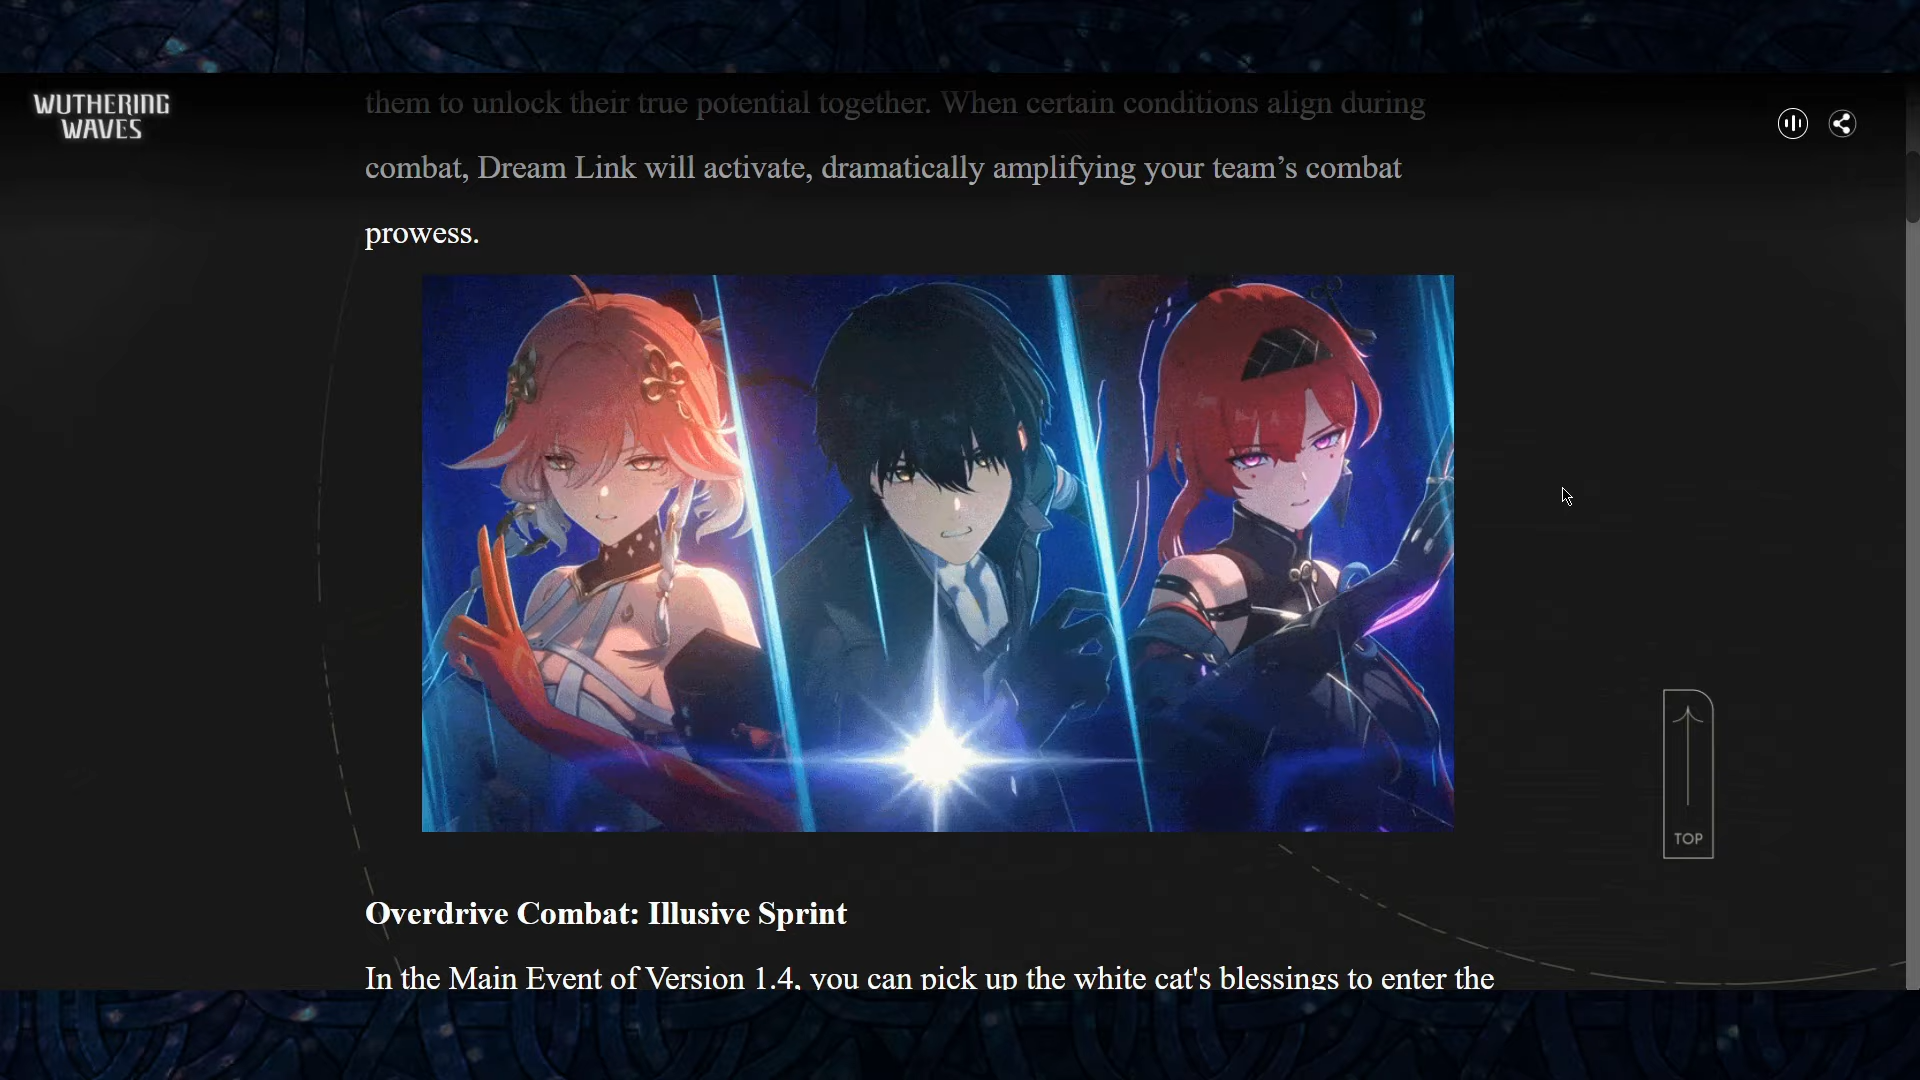 WUTHERING
WAVES
them to unlock their true potential together. When certain conditions align during
combat, Dream Link will activate, dramatically amplifying your team’s combat
prowess.
TOP
Overdrive Combat: Illusive Sprint
In the Main Event of Version 1.4, you can pick up the white cat's blessings to enter the